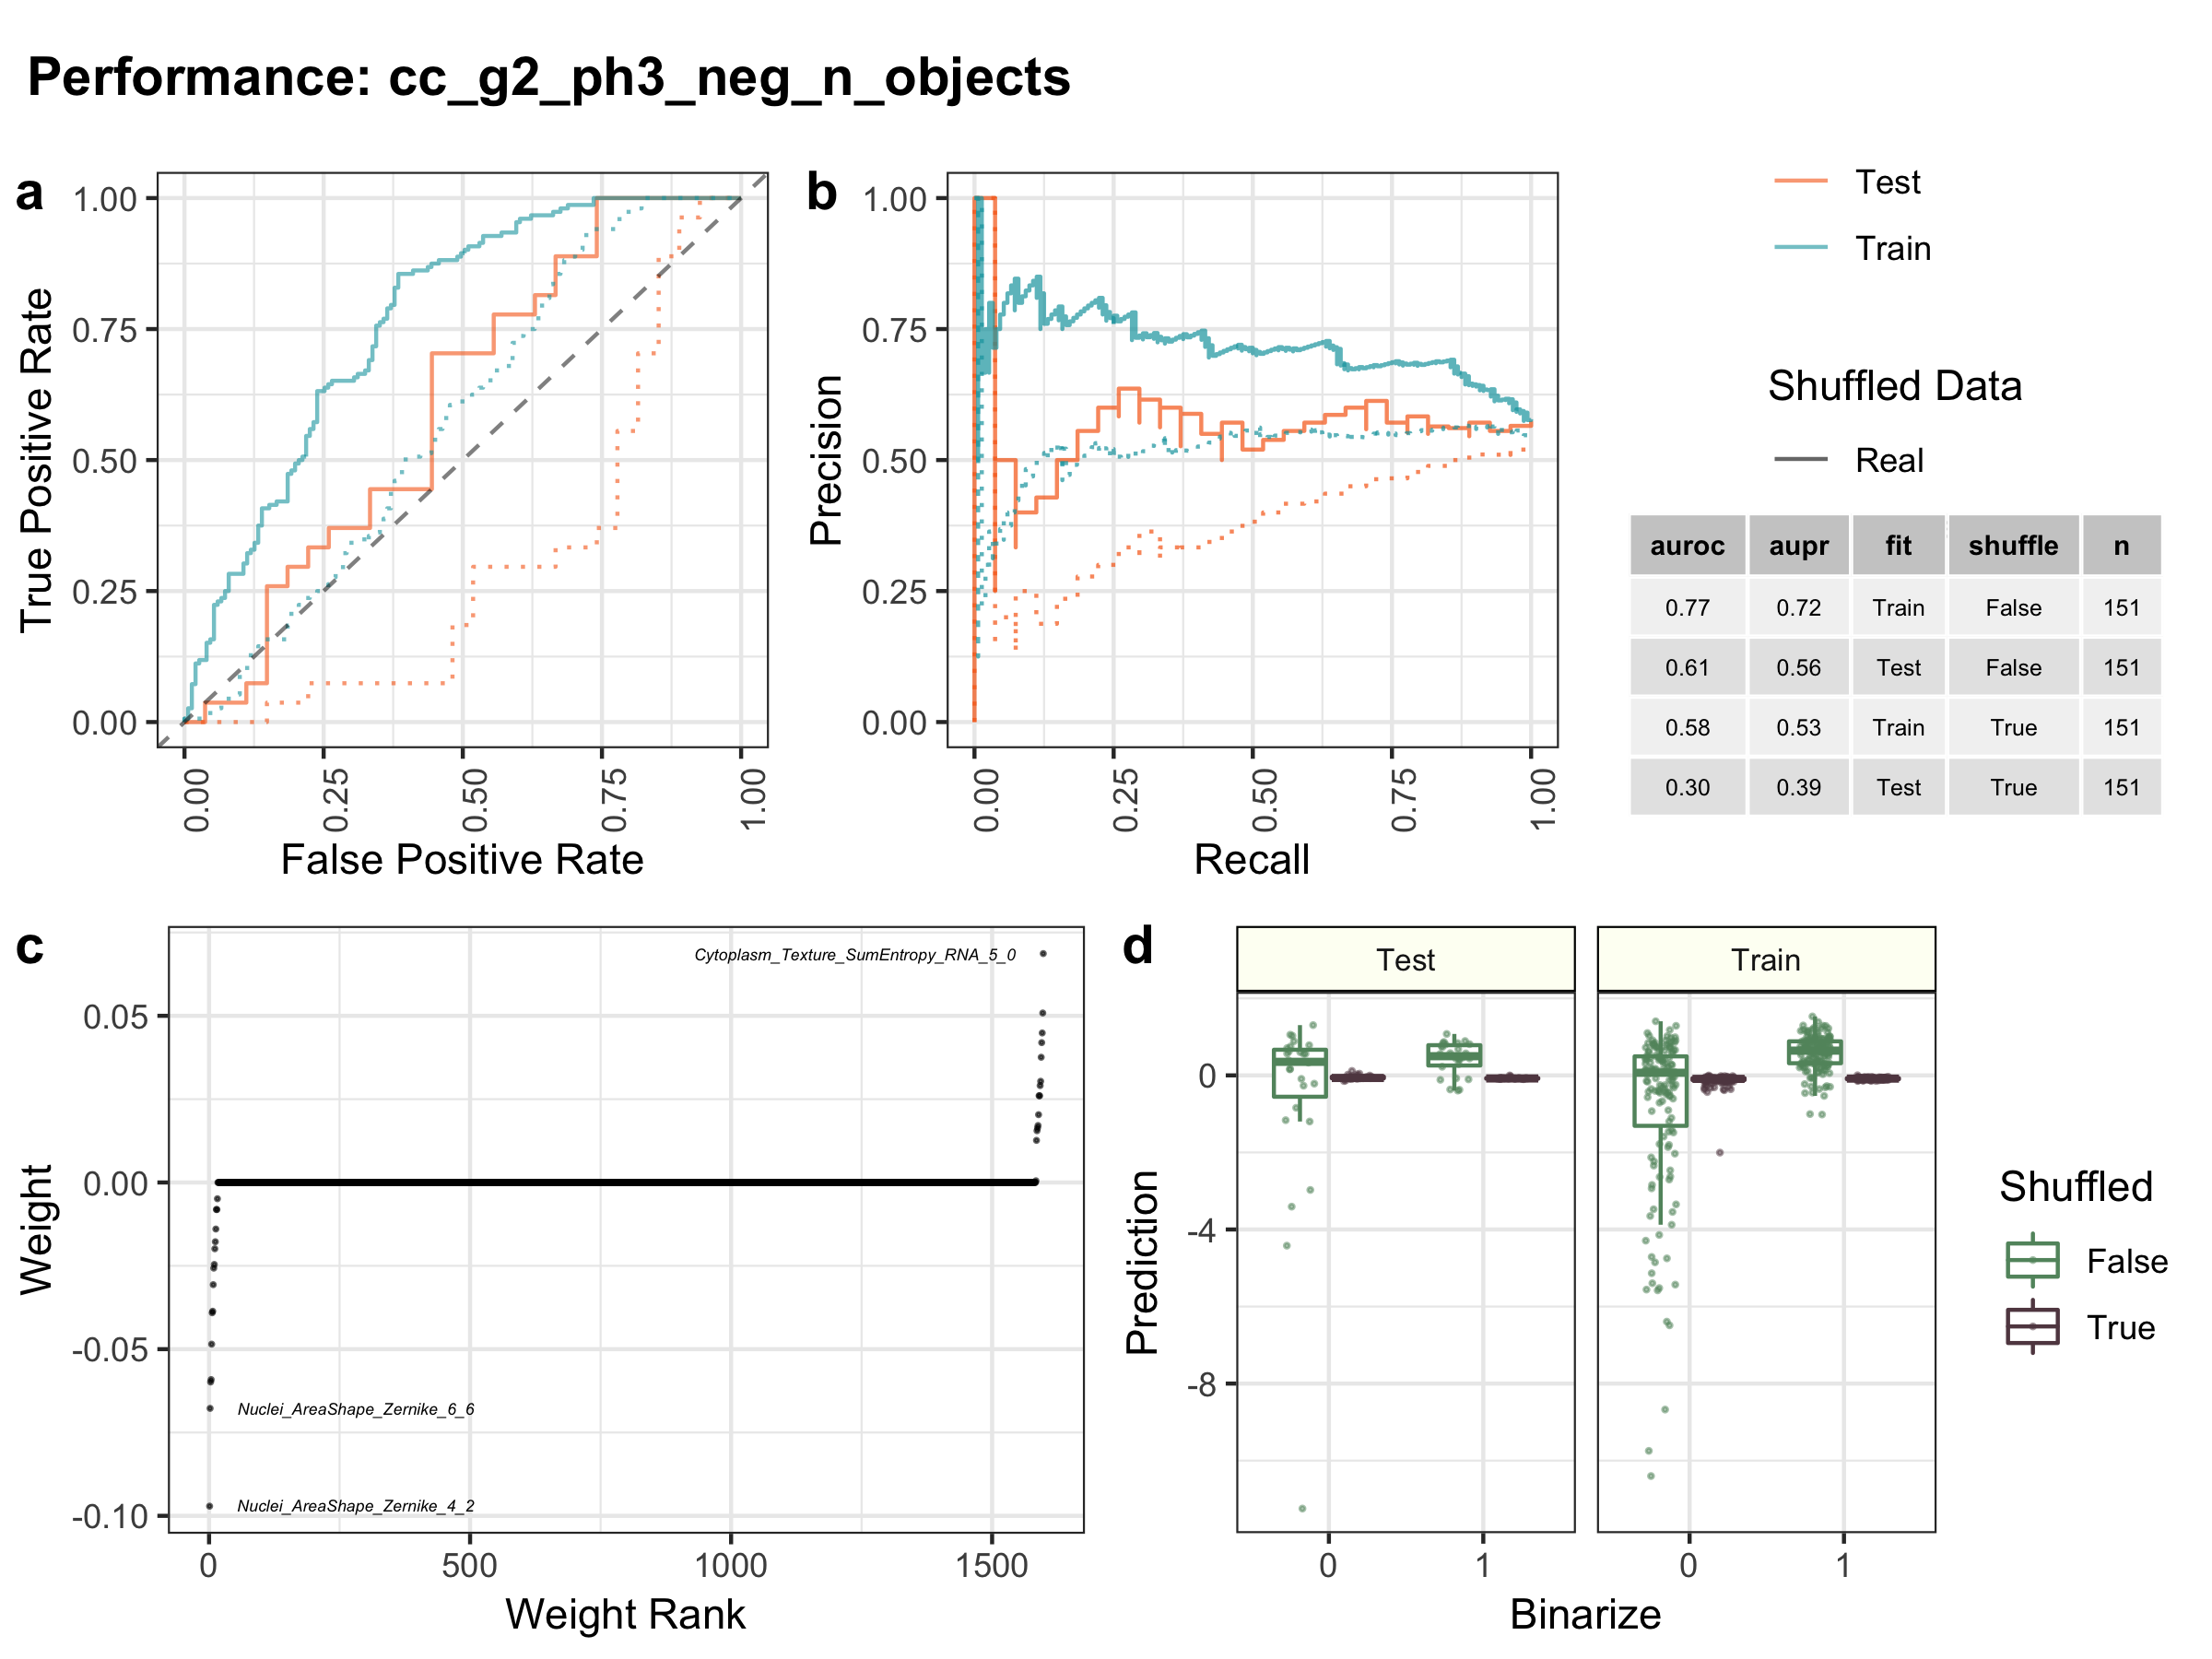 Performance: cc_g2_ph3_neg_n_objects
a
1.00
0.75
0.50
0.25
0.00
True Positive Rate
0.00
0.25
0.50
0.75
1.00
False Positive Rate
b
1.00
0.75
0.50
0.25
0.00
Precision
0.00
0.25
0.50
0.75
1.00
Recall
Test
Train
Shuffled Data
Real
auroc aupr fit shuffle n
0.77 0.72 Train False 151
0.61 0.56 Test False 151
0.58 0.53 Train True 151
0.30 0.39 Test True 151
c
0.05
0.00
-0.05
-0.10
Weight
Cytoplasm_Texture_SumEntropy_RNA_5_0
Nuclei_AreaShape_Zernike_6_6
Nuclei_AreaShape_Zernike_4_2
0
500
1000
1500
Weight Rank
d
Test
Train
0
-4
-8
Prediction
0
1
0
1
Binarize
Shuffled
False
True